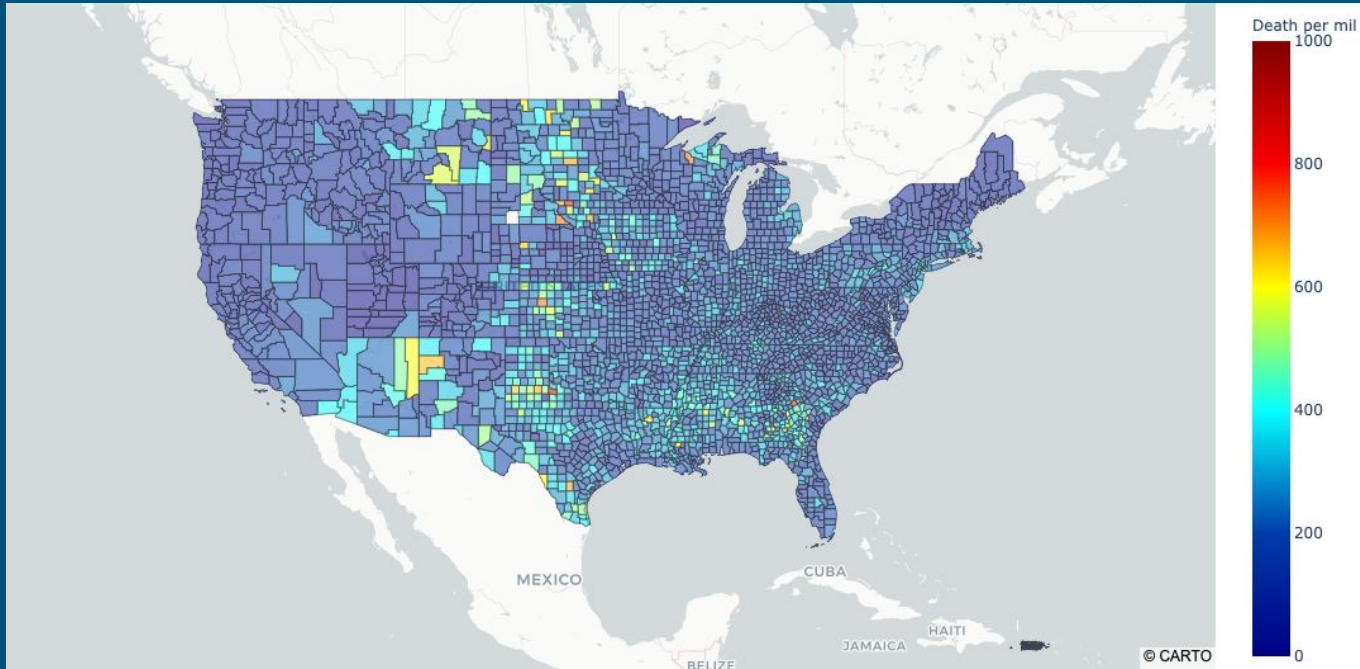 Death per mil
1000
800
600
400
200
0
MEXICO
CUBA
HAITI
JAMAICA
BELIZE
© CARTO